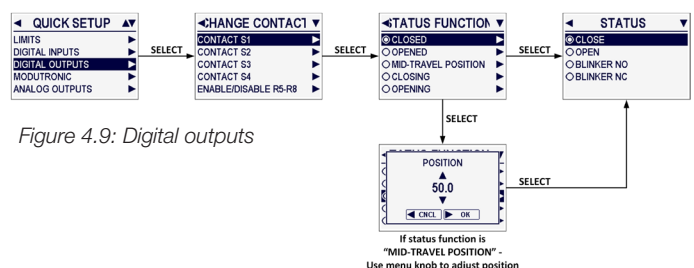 QUICK SETUP
LIMITS
DIGITAL INPUTS
DIGITAL OUTPUTS
MODUTRONIC
ANALOG OUTPUTS
SELECT
CHANGE CONTACT
CONTACT S1
CONTACT S2
CONTACT S3
CONTACT S4
ENABLE/DISABLE R5-R8
SELECT
STATUS FUNCTION
CLOSED
OPENED
MID-TRAVEL POSITION
CLOSING
OPENING
SELECT
STATUS
CLOSE
OPEN
BLINKER NO
BLINKER NC
SELECT
POSITION
50.0
CNCL OK
SELECT
If status function is
"MID-TRAVEL POSITION" -
Use menu knob to adjust position
Figure 4.9: Digital outputs